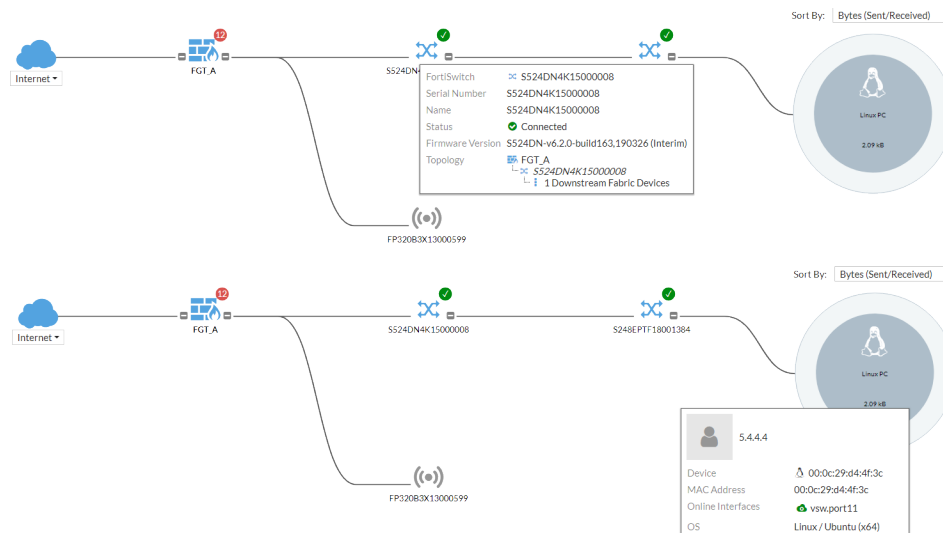 Sort By: Bytes (Sent/Received)
12
Internet
FGT_A
S524DN4
FortiSwitch S524DN4K15000008
Serial Number S524DN4K15000008
Name S524DN4K15000008
Status Connected
Firmware Version S524DN-v6.2.0-build163,190326 (Interim)
Topology FGT_A
S524DN4K15000008
1 Downstream Fabric Devices
Linux PC
2.09 kB
FP320B3X13000599
Sort By: Bytes (Sent/Received)
12
Internet
FGT_A
S524DN4K15000008
S248EPTF18001384
Linux PC
2.09 kB
5.4.4.4
Device 00:0c:29:d4:4f:3c
MAC Address 00:0c:29:d4:4f:3c
Online Interfaces vsw.port11
OS Linux / Ubuntu (x64)
FP320B3X13000599